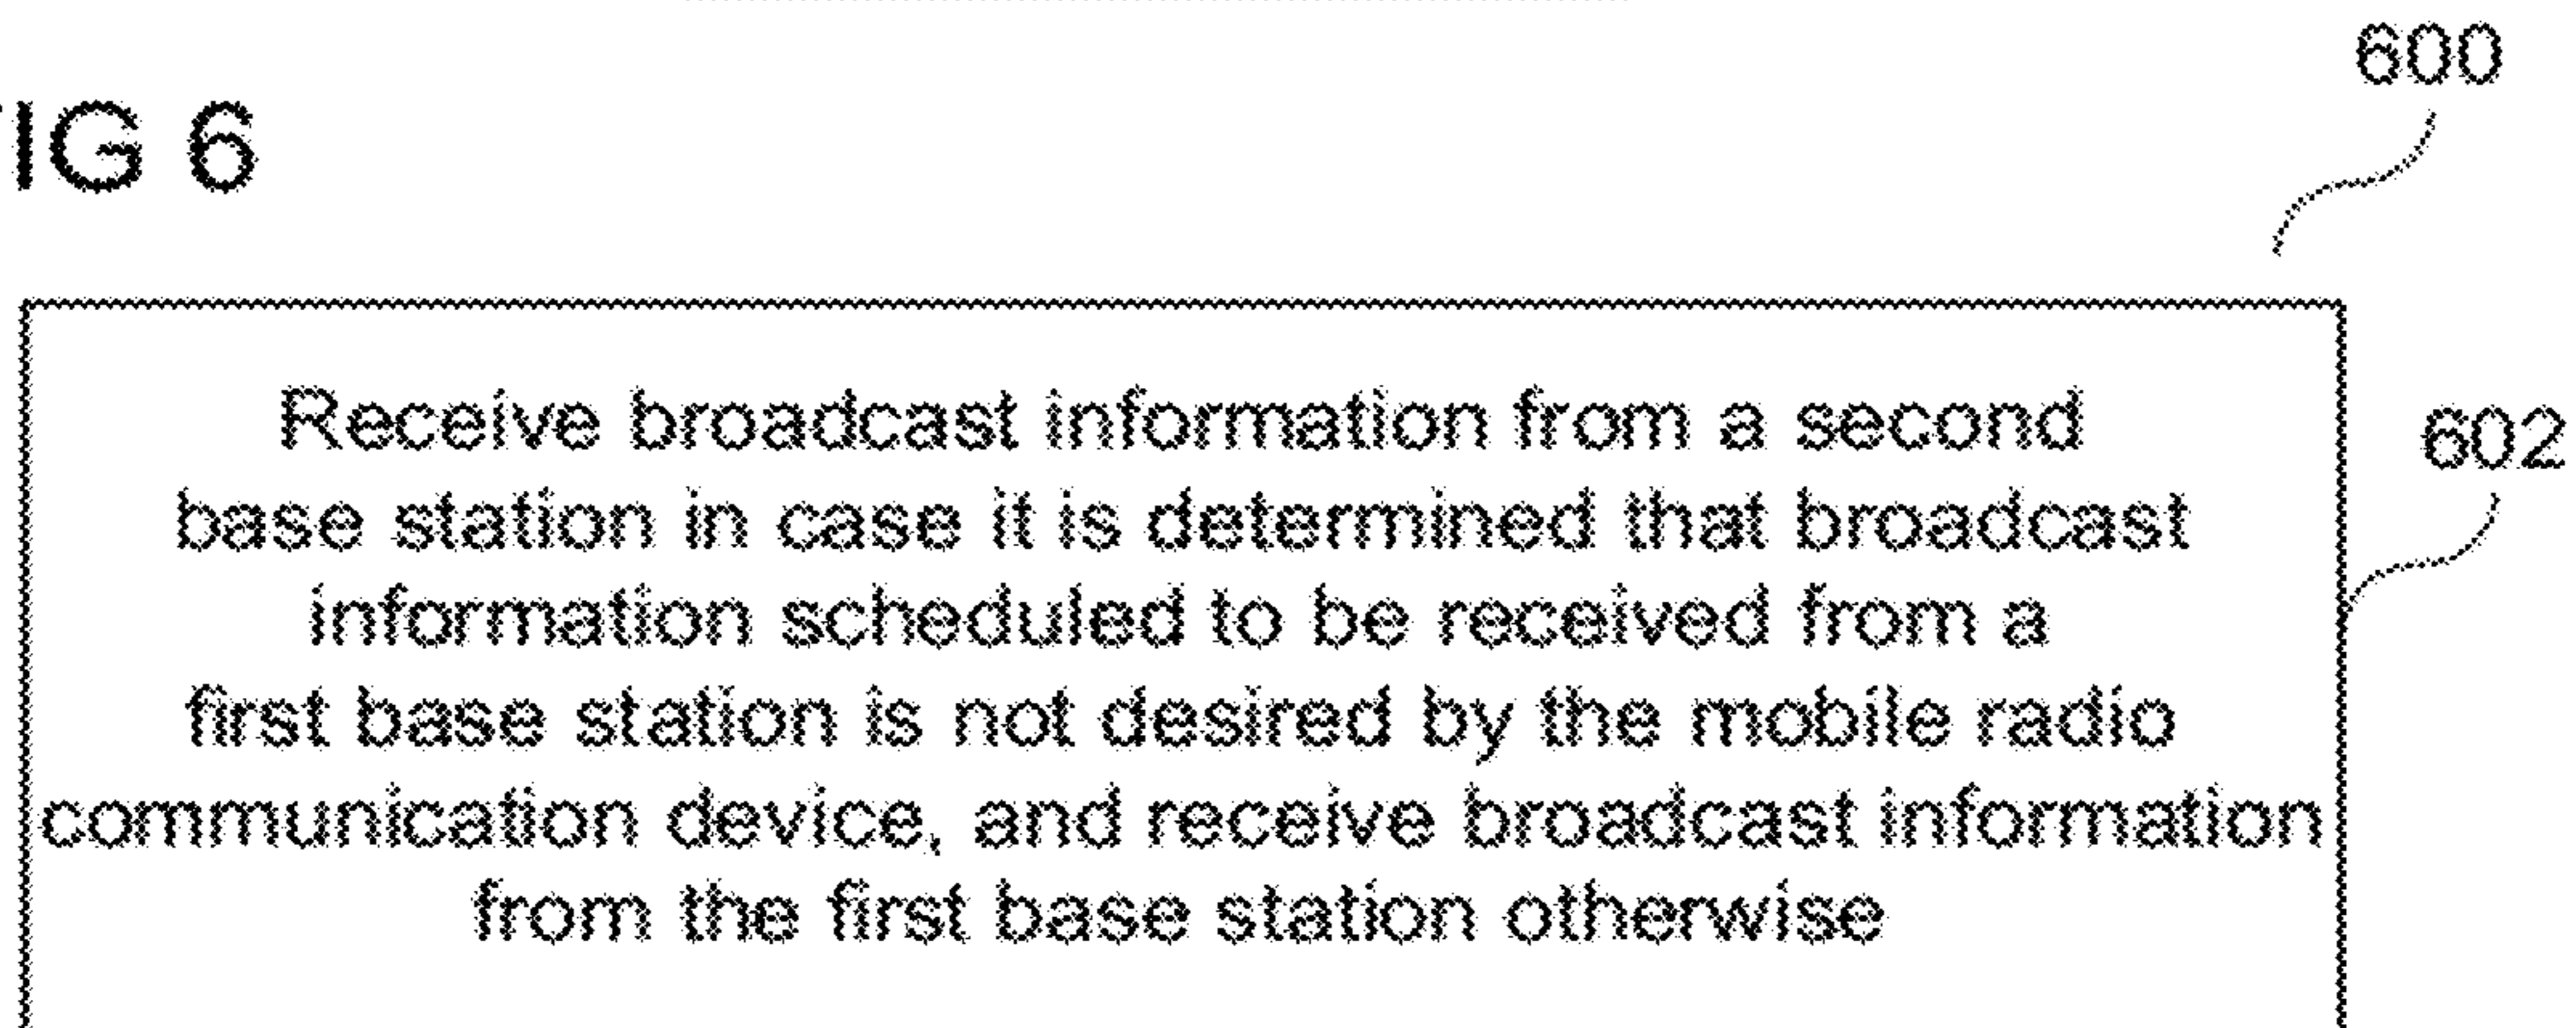 600
FIG 6
Receive broadcast information from a second
602
base station in case it is determined that broadcast
information scheduled to be received from a
first base station is not desired by the mobile radio
communication device, and receive broadcast information
from the first base station otherwise